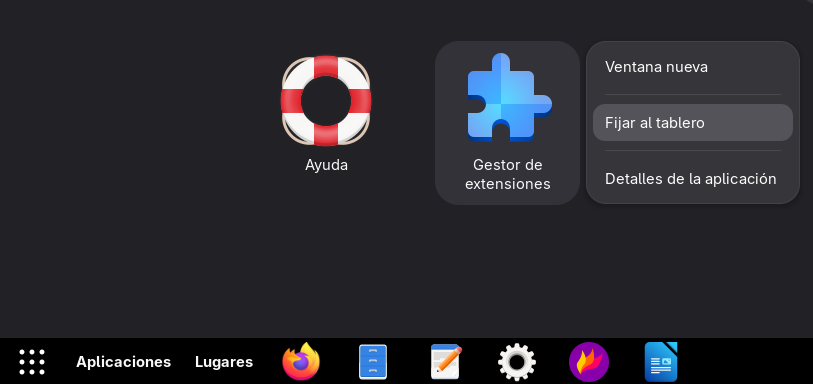 Ayuda
Gestor de
extensiones
Ventana nueva
Fijar al tablero
Detalles de la aplicación
Aplicaciones
Lugares